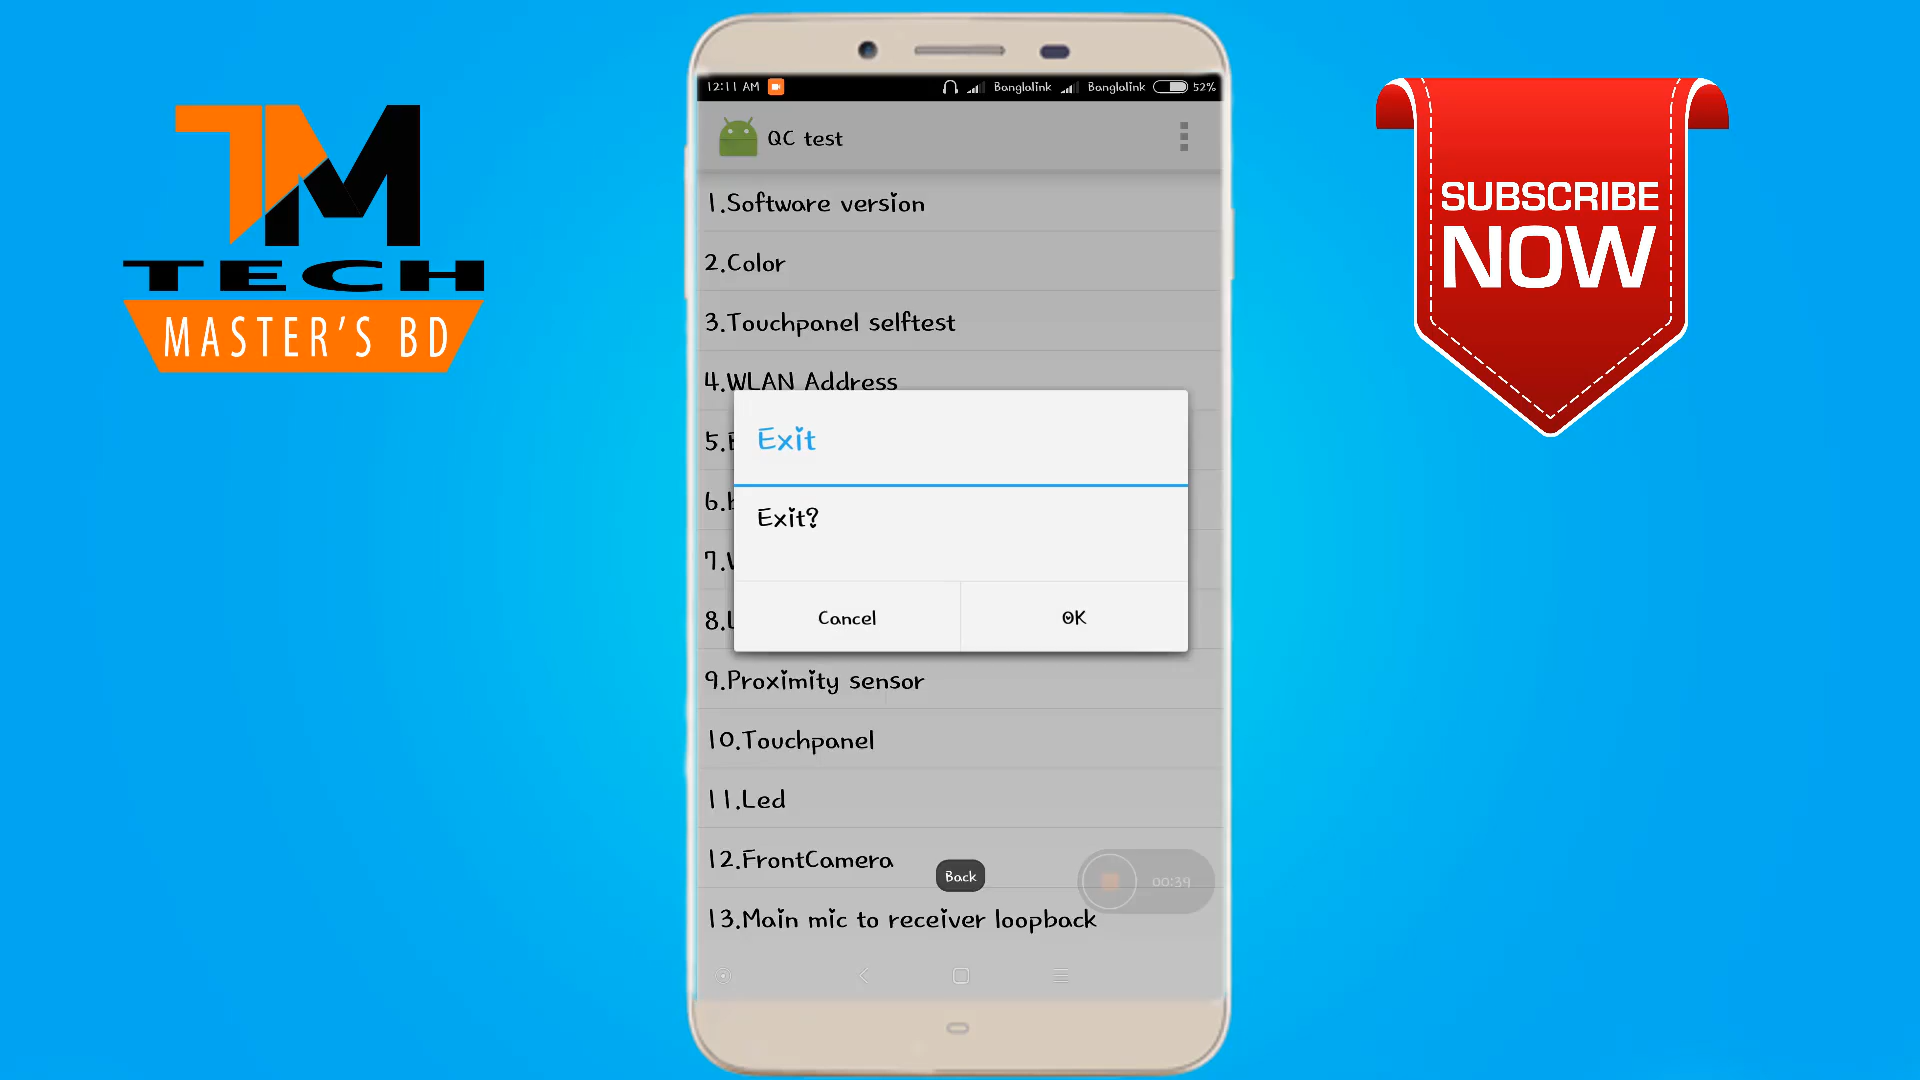 TM
TECH
MASTER'S BD
12:11 AM Banglalink Banglalink 52%
QC test
1.Software version
2.Color
3.Touchpanel selftest
4.WLAN Address
5.
6.
7.
8.
Exit
Exit?
Cancel OK
9.Proximity sensor
10.Touchpanel
11.Led
12.FrontCamera
Back
00:39
13.Main mic to receiver loopback
SUBSCRIBE
NOW